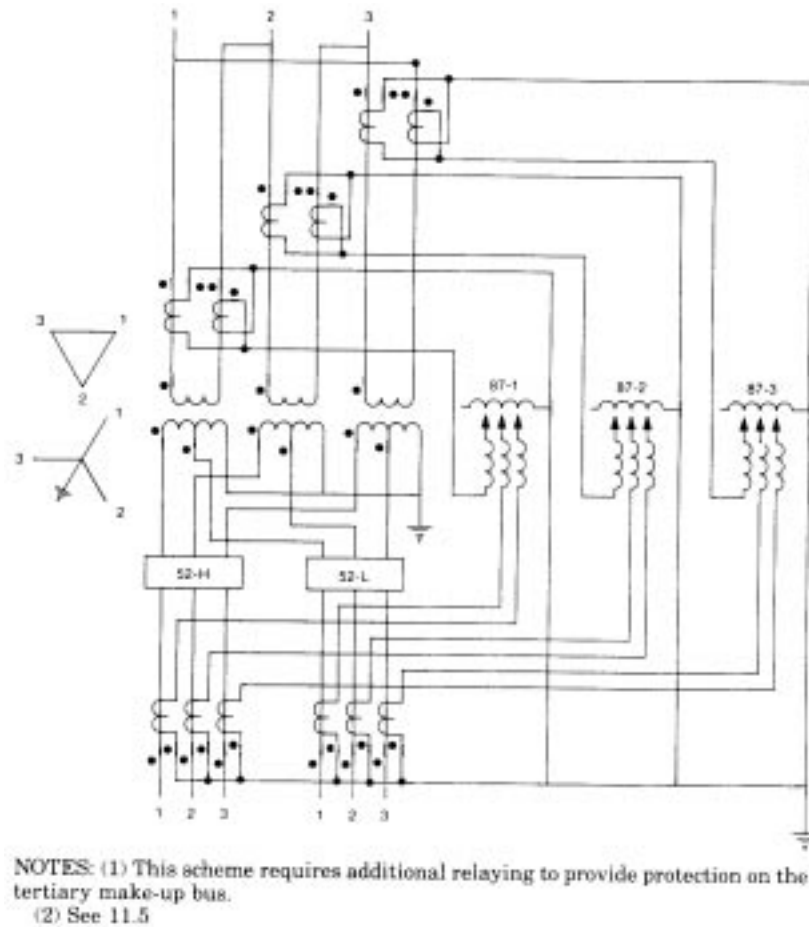 1 2 3
87-1 87-2 87-3
3 1
2
1
3
2
52-H 52-L
1 2 3 1 2 3
NOTES: (1) This scheme requires additional relaying to provide protection on the
tertiary make-up bus.
(2) See 11.5